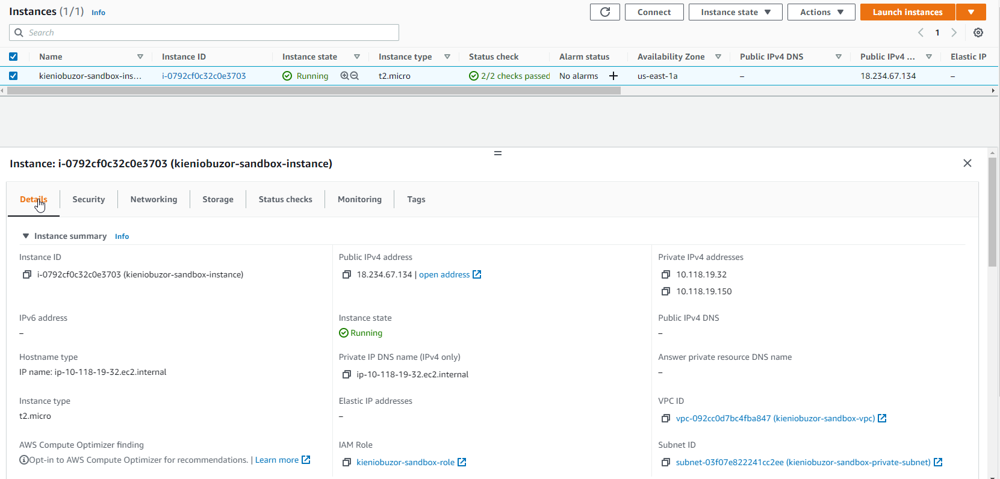 Instances (1/1) Info
Connect
Instance state
Actions
Launch instances
Search
1
Name Instance ID Instance state Instance type Status check Alarm status Availability Zone Public IPv4 DNS Public IPv4 ... Elastic IP
kieniobuzor-sandbox-ins... i-0792cf0c32c0e3703 Running t2.micro 2/2 checks passed No alarms + us-east-1a – 18.234.67.134 –
Instance: i-0792cf0c32c0e3703 (kieniobuzor-sandbox-instance)
Details Security Networking Storage Status checks Monitoring Tags
Instance summary Info
Instance ID
i-0792cf0c32c0e3703 (kieniobuzor-sandbox-instance)
Public IPv4 address
18.234.67.134 | open address
Private IPv4 addresses
10.118.19.32
10.118.19.150
IPv6 address
–
Instance state
Running
Public IPv4 DNS
–
Hostname type
IP name: ip-10-118-19-32.ec2.internal
Private IP DNS name (IPv4 only)
ip-10-118-19-32.ec2.internal
Answer private resource DNS name
–
Instance type
t2.micro
Elastic IP addresses
–
VPC ID
vpc-092cc0d7bc4fba847 (kieniobuzor-sandbox-vpc)
AWS Compute Optimizer finding
Opt-in to AWS Compute Optimizer for recommendations. | Learn more
IAM Role
kieniobuzor-sandbox-role
Subnet ID
subnet-03f07e822241cc2ee (kieniobuzor-sandbox-private-subnet)